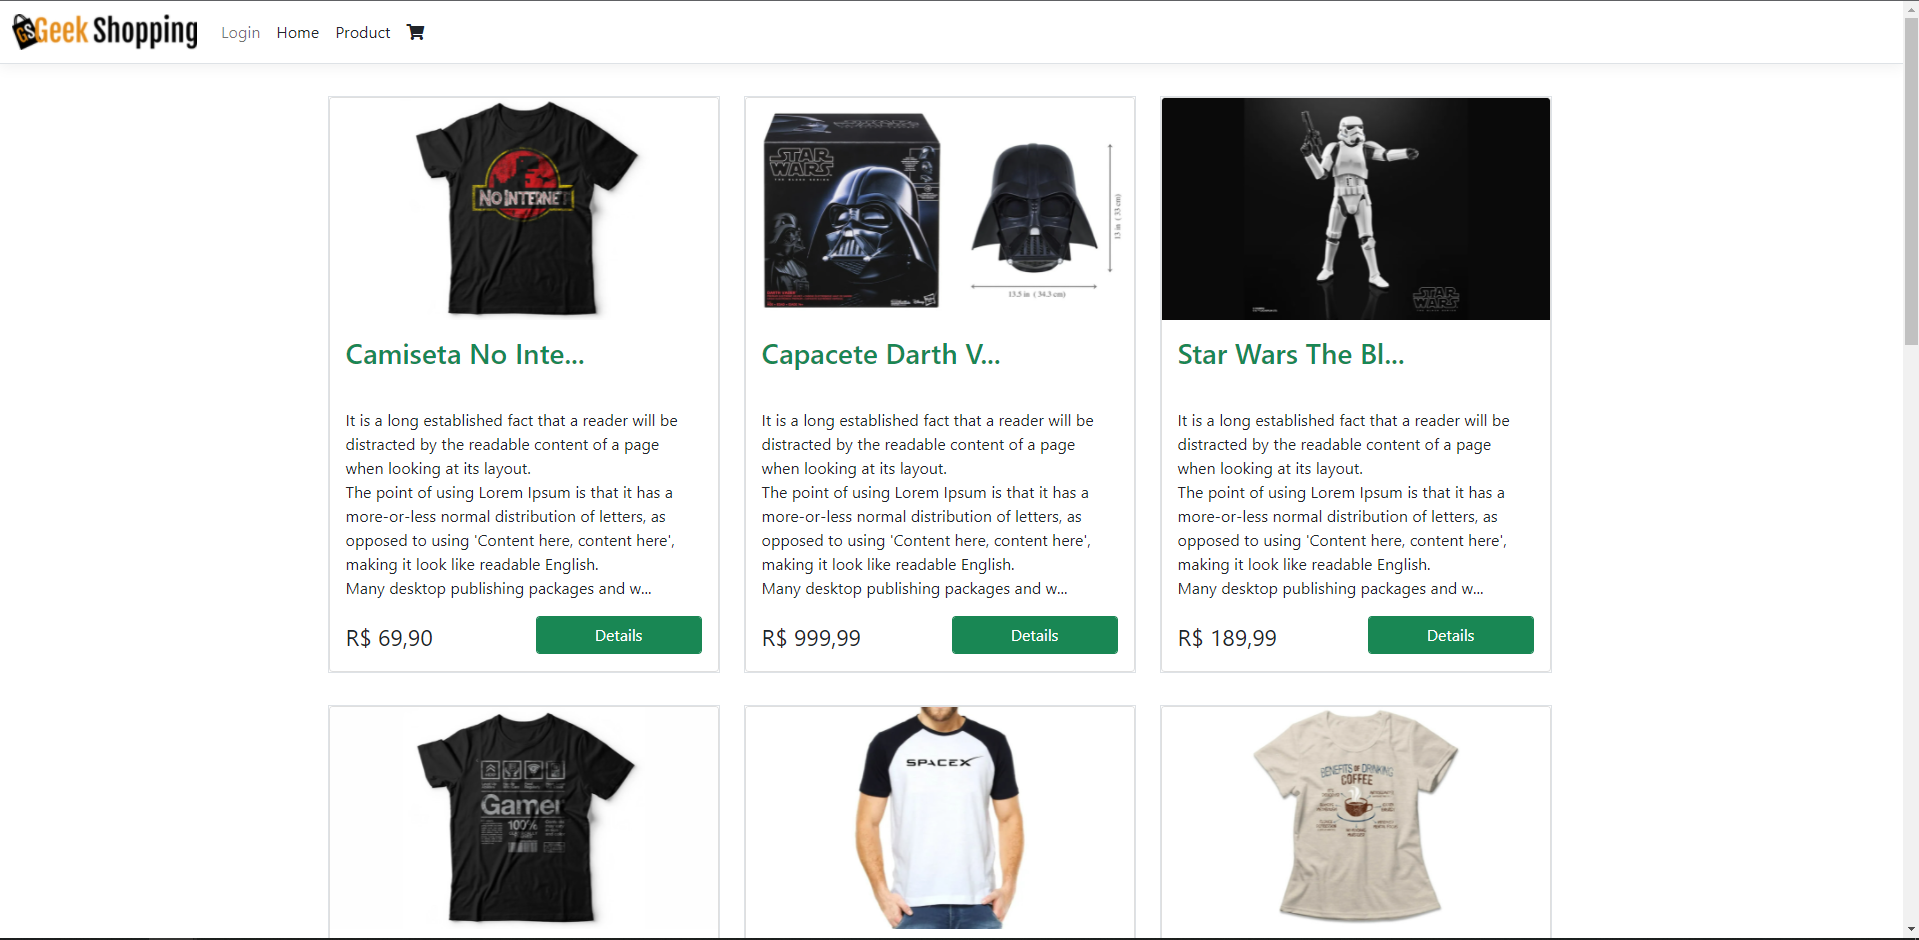 GS Geek Shopping
Login Home Product
NO INTERNET
STAR WARS
THE BLACK SERIES
13 in ( 33 cm)
13.5 in ( 34.3 cm)
STAR WARS
Camiseta No Inte...
Capacete Darth V...
Star Wars The Bl...
It is a long established fact that a reader will be
distracted by the readable content of a page
when looking at its layout.
The point of using Lorem Ipsum is that it has a
more-or-less normal distribution of letters, as
opposed to using 'Content here, content here',
making it look like readable English.
Many desktop publishing packages and w...
It is a long established fact that a reader will be
distracted by the readable content of a page
when looking at its layout.
The point of using Lorem Ipsum is that it has a
more-or-less normal distribution of letters, as
opposed to using 'Content here, content here',
making it look like readable English.
Many desktop publishing packages and w...
It is a long established fact that a reader will be
distracted by the readable content of a page
when looking at its layout.
The point of using Lorem Ipsum is that it has a
more-or-less normal distribution of letters, as
opposed to using 'Content here, content here',
making it look like readable English.
Many desktop publishing packages and w...
R$ 69,90 Details
R$ 999,99 Details
R$ 189,99 Details
Gamer
100%
SPACEX
BENEFITS OF DRINKING
COFFEE